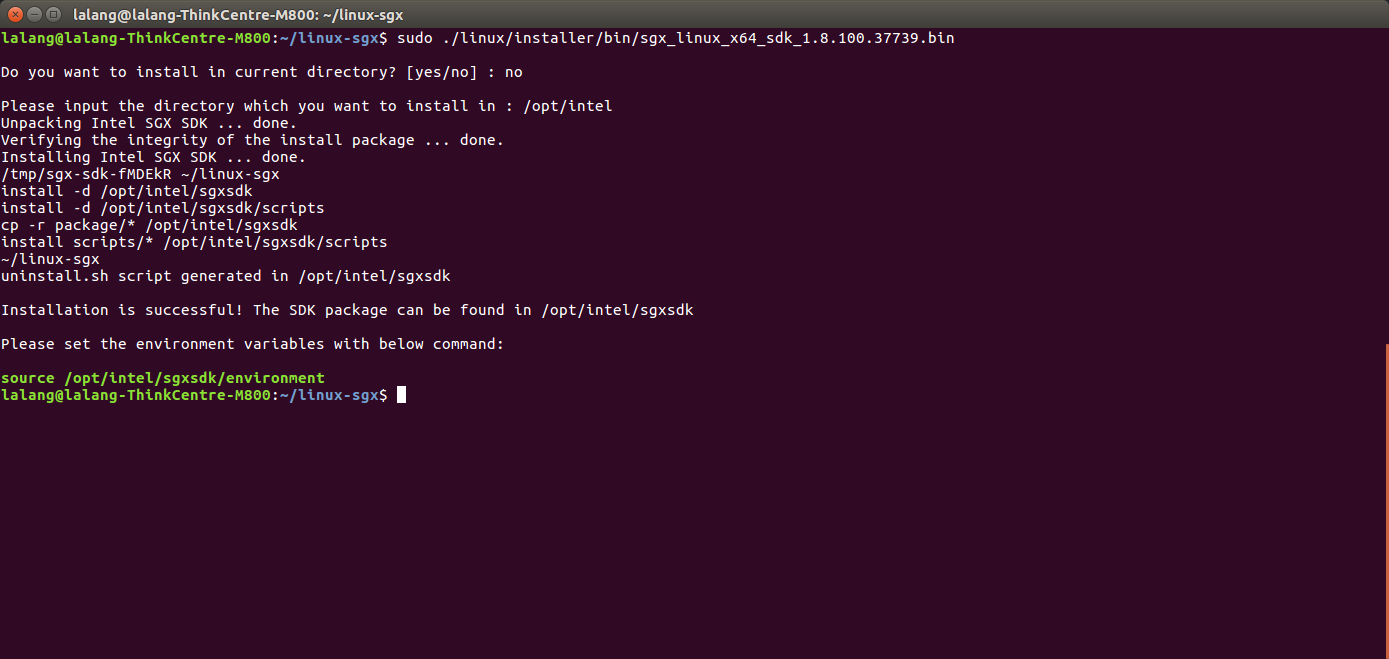 lalang@lalang-ThinkCentre-M800: ~/linux-sgx
lalang@lalang-ThinkCentre-M800:~/linux-sgx$ sudo ./linux/installer/bin/sgx_linux_x64_sdk_1.8.100.37739.bin
Do you want to install in current directory? [yes/no] : no
Please input the directory which you want to install in : /opt/intel
Unpacking Intel SGX SDK ... done.
Verifying the integrity of the install package ... done.
Installing Intel SGX SDK ... done.
/tmp/sgx-sdk-fMDEkR ~/linux-sgx
install -d /opt/intel/sgxsdk
install -d /opt/intel/sgxsdk/scripts
cp -r package/* /opt/intel/sgxsdk
install scripts/* /opt/intel/sgxsdk/scripts
~/linux-sgx
uninstall.sh script generated in /opt/intel/sgxsdk
Installation is successful! The SDK package can be found in /opt/intel/sgxsdk
Please set the environment variables with below command:
source /opt/intel/sgxsdk/environment
lalang@lalang-ThinkCentre-M800:~/linux-sgx$